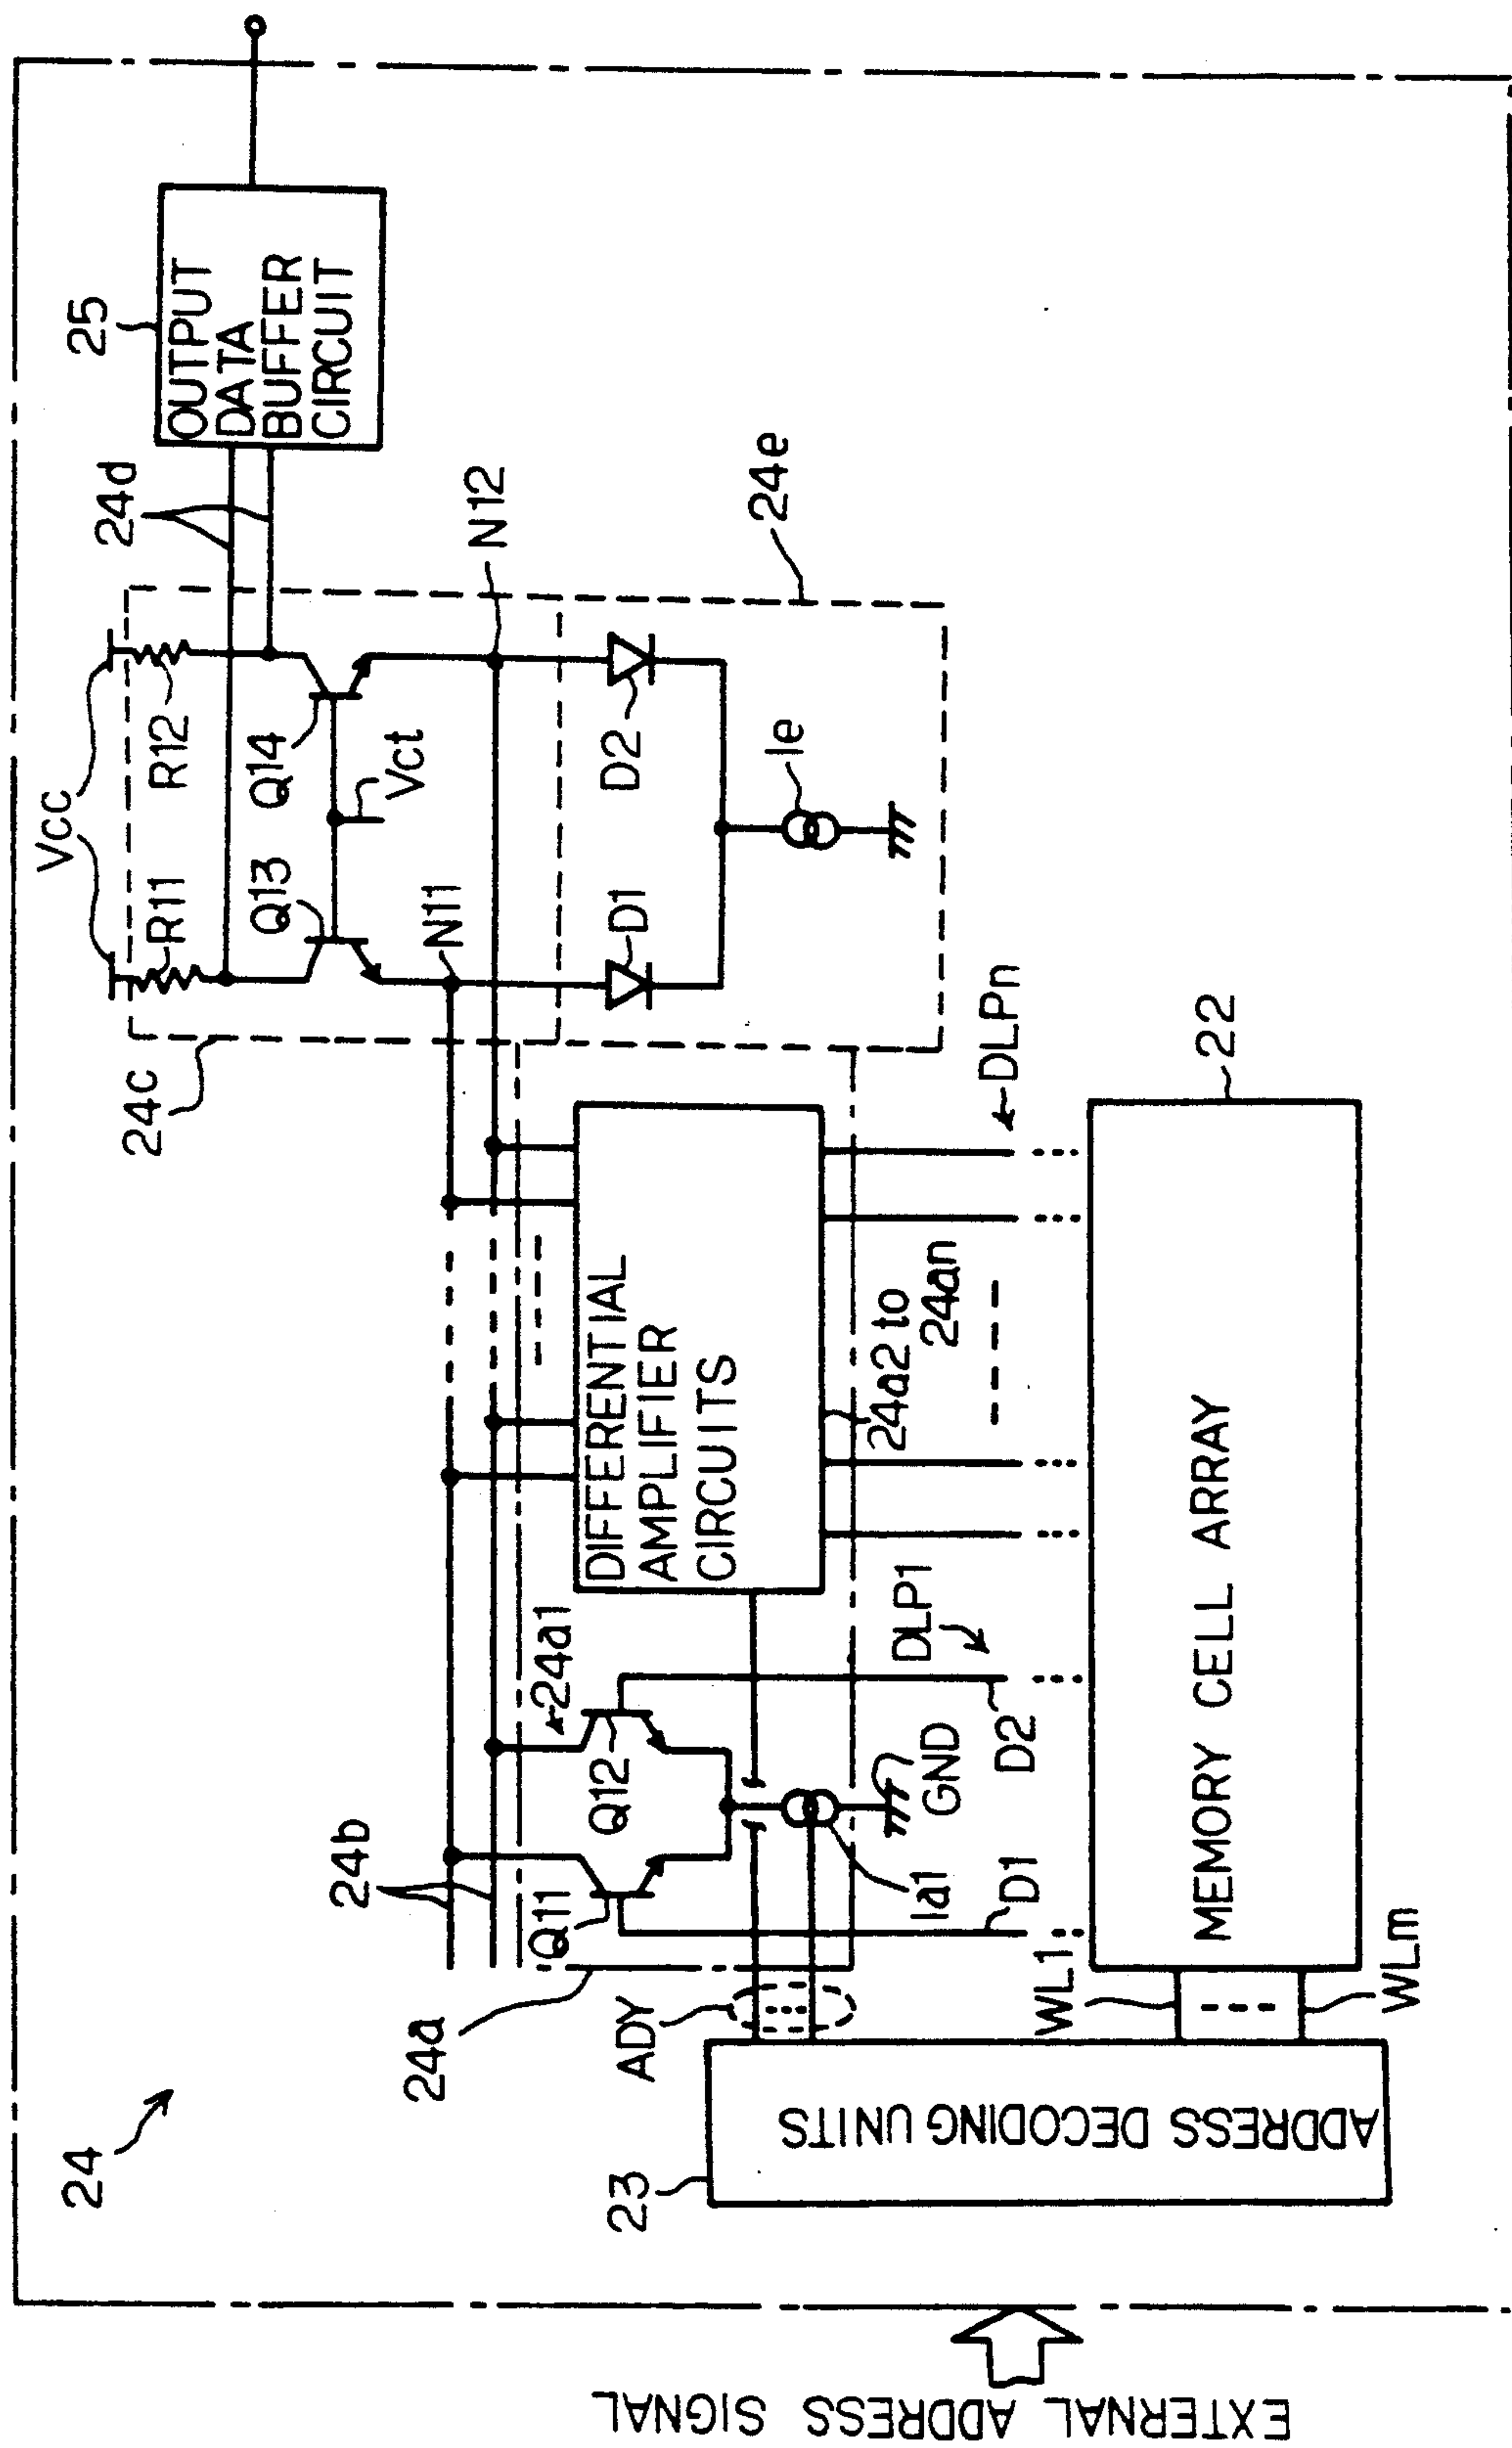 24
25
OUTPUT
DATA
BUFFER
CIRCUIT
24d
Vcc
R11
R12
Q13
Q14
Vct
24c
N11
N12
D1
D2
24e
Ie
24b
24a
24a1
Q11
Q12
DIFFERENTIAL
AMPLIFIER
CIRCUITS
ADY
Ia1
GND
24a2 to
24an
DLP1
DLPn
D1
D2
23
ADDRESS DECODING UNITS
WL1
WLm
22
MEMORY CELL ARRAY
EXTERNAL ADDRESS SIGNAL